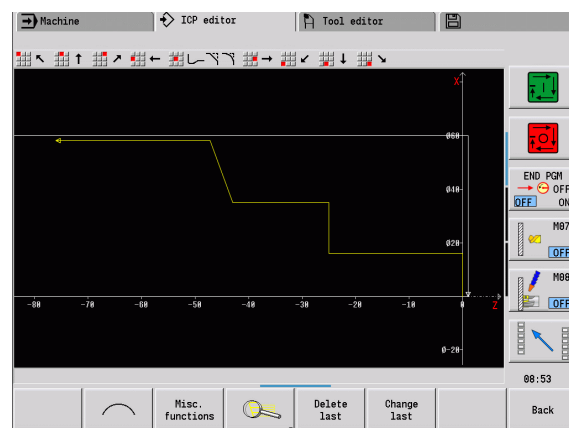 Machine
ICP editor
Tool editor
X
Ø60
Ø40
Ø20
-80
-70
-60
-50
-40
-30
-20
-10
0
Z
Ø-20
END PGM
OFF
OFF
ON
M07
OFF
M08
OFF
08:53
Misc.
functions
Delete
last
Change
last
Back